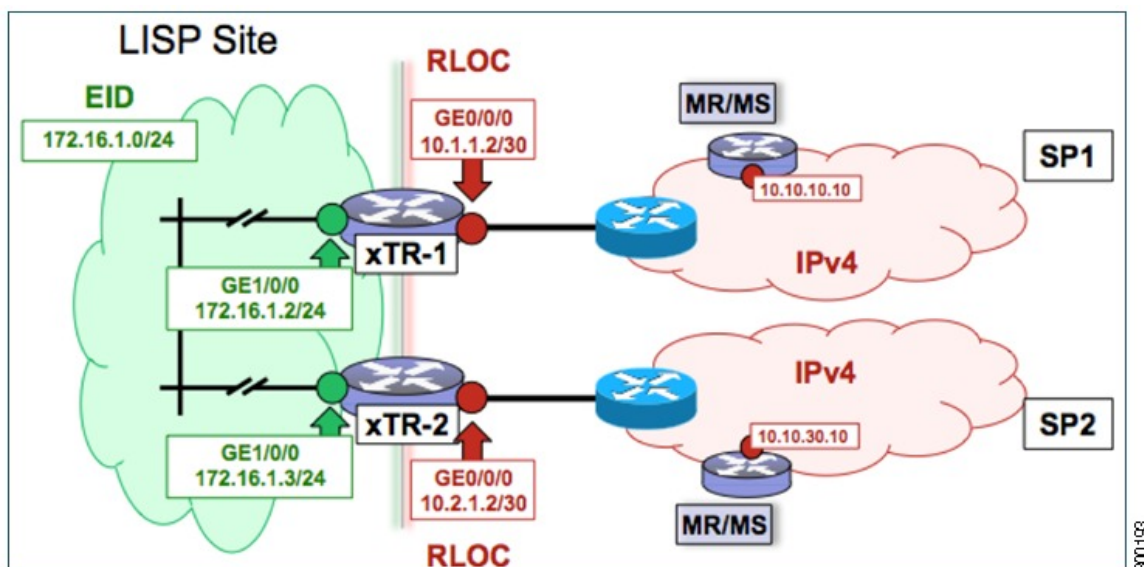 LISP Site
EID
172.16.1.0/24
RLOC
GE0/0/0
10.1.1.2/30
MR/MS
10.10.10.10
SP1
xTR-1
IPv4
GE1/0/0
172.16.1.2/24
xTR-2
IPv4
10.10.30.10
SP2
GE1/0/0
172.16.1.3/24
GE0/0/0
10.2.1.2/30
MR/MS
RLOC